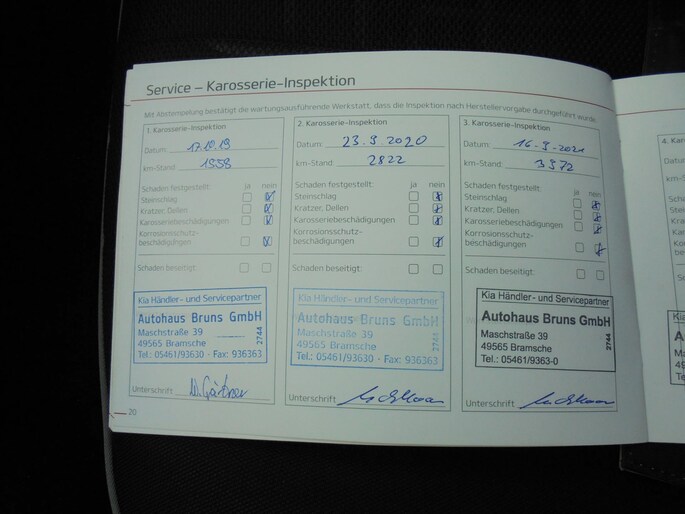 Service – Karosserie-Inspektion
Mit Abstempelung bestätigt die wartungsausführende Werkstatt, dass die Inspektion nach Herstellervorgabe durchgeführt wurde.
1. Karosserie-Inspektion
Datum: 17.10.19
km-Stand: 1558
Schaden festgestellt: ja nein
Steinschlag
Kratzer, Dellen
Karosseriebeschädigungen
Korrosionsschutz-
beschädigungen
Schaden beseitigt:
Kia Händler- und Servicepartner
Autohaus Bruns GmbH
Maschstraße 39
49565 Bramsche
Tel.: 05461/93630 - Fax: 936363
2744
Unterschrift
20
2. Karosserie-Inspektion
Datum: 23.9.2020
km-Stand: 2822
Schaden festgestellt: ja nein
Steinschlag
Kratzer, Dellen
Karosseriebeschädigungen
Korrosionsschutz-
beschädigungen
Schaden beseitigt:
Kia Händler- und Servicepartner
Autohaus Bruns GmbH
Maschstraße 39
49565 Bramsche
Tel.: 05461/93630 - Fax: 936363
2744
Unterschrift
3. Karosserie-Inspektion
Datum: 16-9-2021
km-Stand: 3372
Schaden festgestellt: ja nein
Steinschlag
Kratzer, Dellen
Karosseriebeschädigungen
Korrosionsschutz-
beschädigungen
Schaden beseitigt:
Kia Händler- und Servicepartner
Autohaus Bruns GmbH
Maschstraße 39
49565 Bramsche
Tel.: 05461/9363-0
2744
Unterschrift